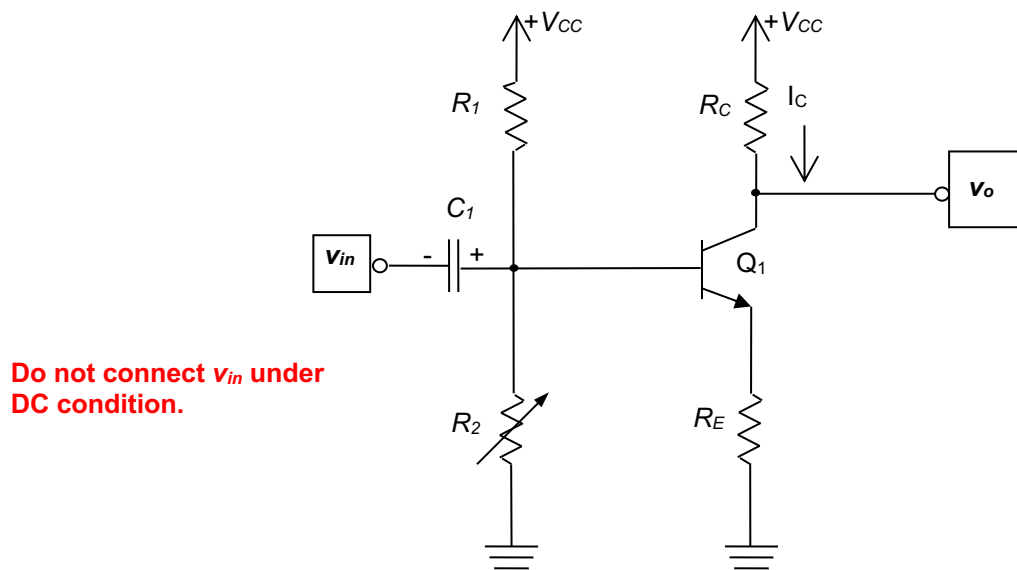 +VCC
+VCC
R1
RC
IC
C1
vo
vin
-
+
Q1
Do not connect vin under
DC condition.
R2
RE